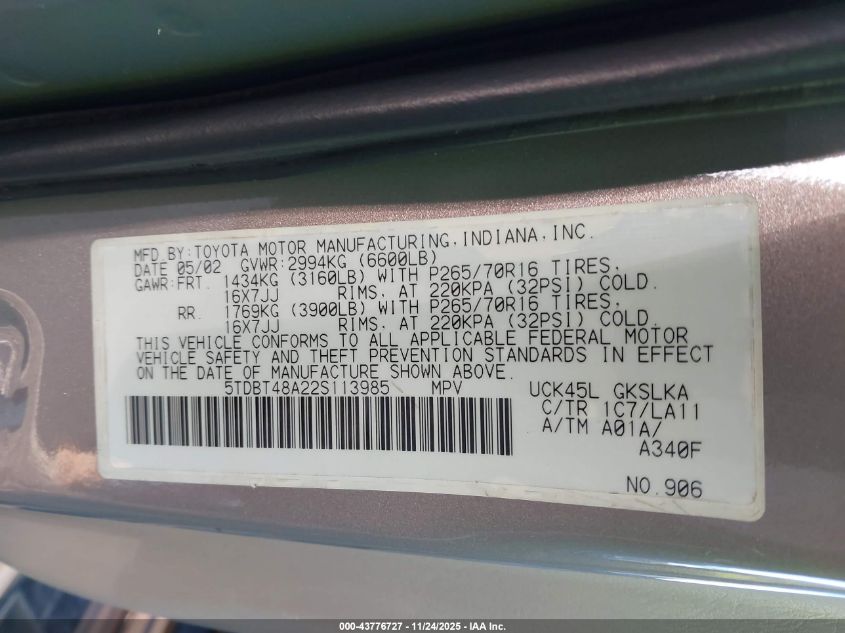 MFD.BY:TOYOTA MOTOR MANUFACTURING,INDIANA,INC.
DATE 05/02 GVWR:2994KG (6600LB)
GAWR:FRT. 1434KG (3160LB) WITH P265/70R16 TIRES,
16X7JJ RIMS, AT 220KPA (32PSI) COLD.
RR. 1769KG (3900LB) WITH P265/70R16 TIRES,
16X7JJ RIMS, AT 220KPA (32PSI) COLD.
THIS VEHICLE CONFORMS TO ALL APPLICABLE FEDERAL MOTOR
VEHICLE SAFETY AND THEFT PREVENTION STANDARDS IN EFFECT
ON THE DATE OF MANUFACTURE SHOWN ABOVE.
5TDBT48A22S113985 MPV UCK45L GKSLKA
C/TR 1C7/LA11
A/TM A01A/
A340F
NO.906
000-43776727 - 11/24/2025 - IAA Inc.